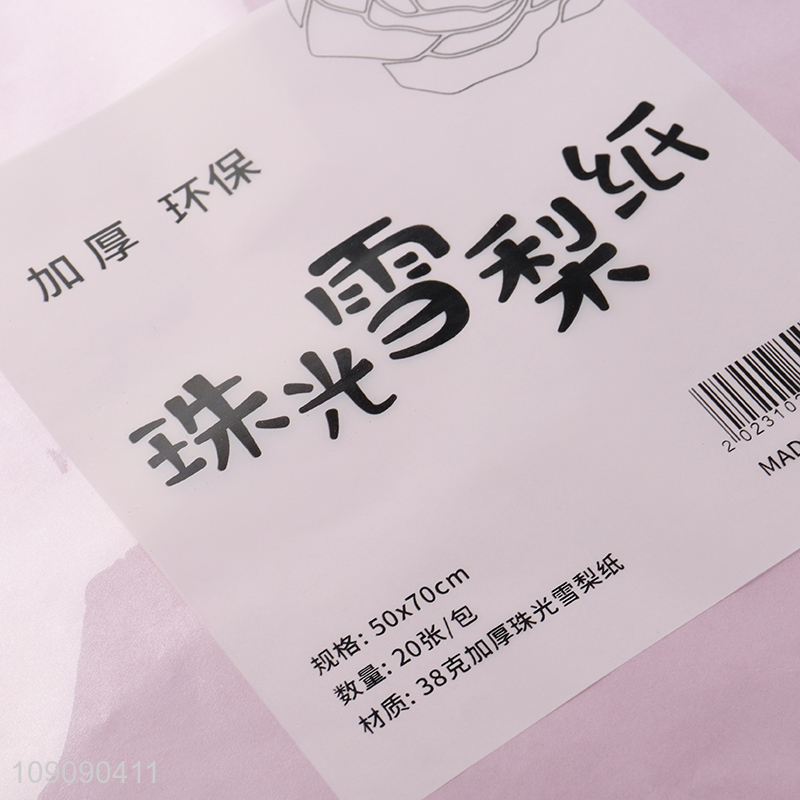 加厚 环保
珠光雪梨纸
202310
MAD
规格: 50x70cm
数量: 20张/包
材质: 38克加厚珠光雪梨纸
109090411